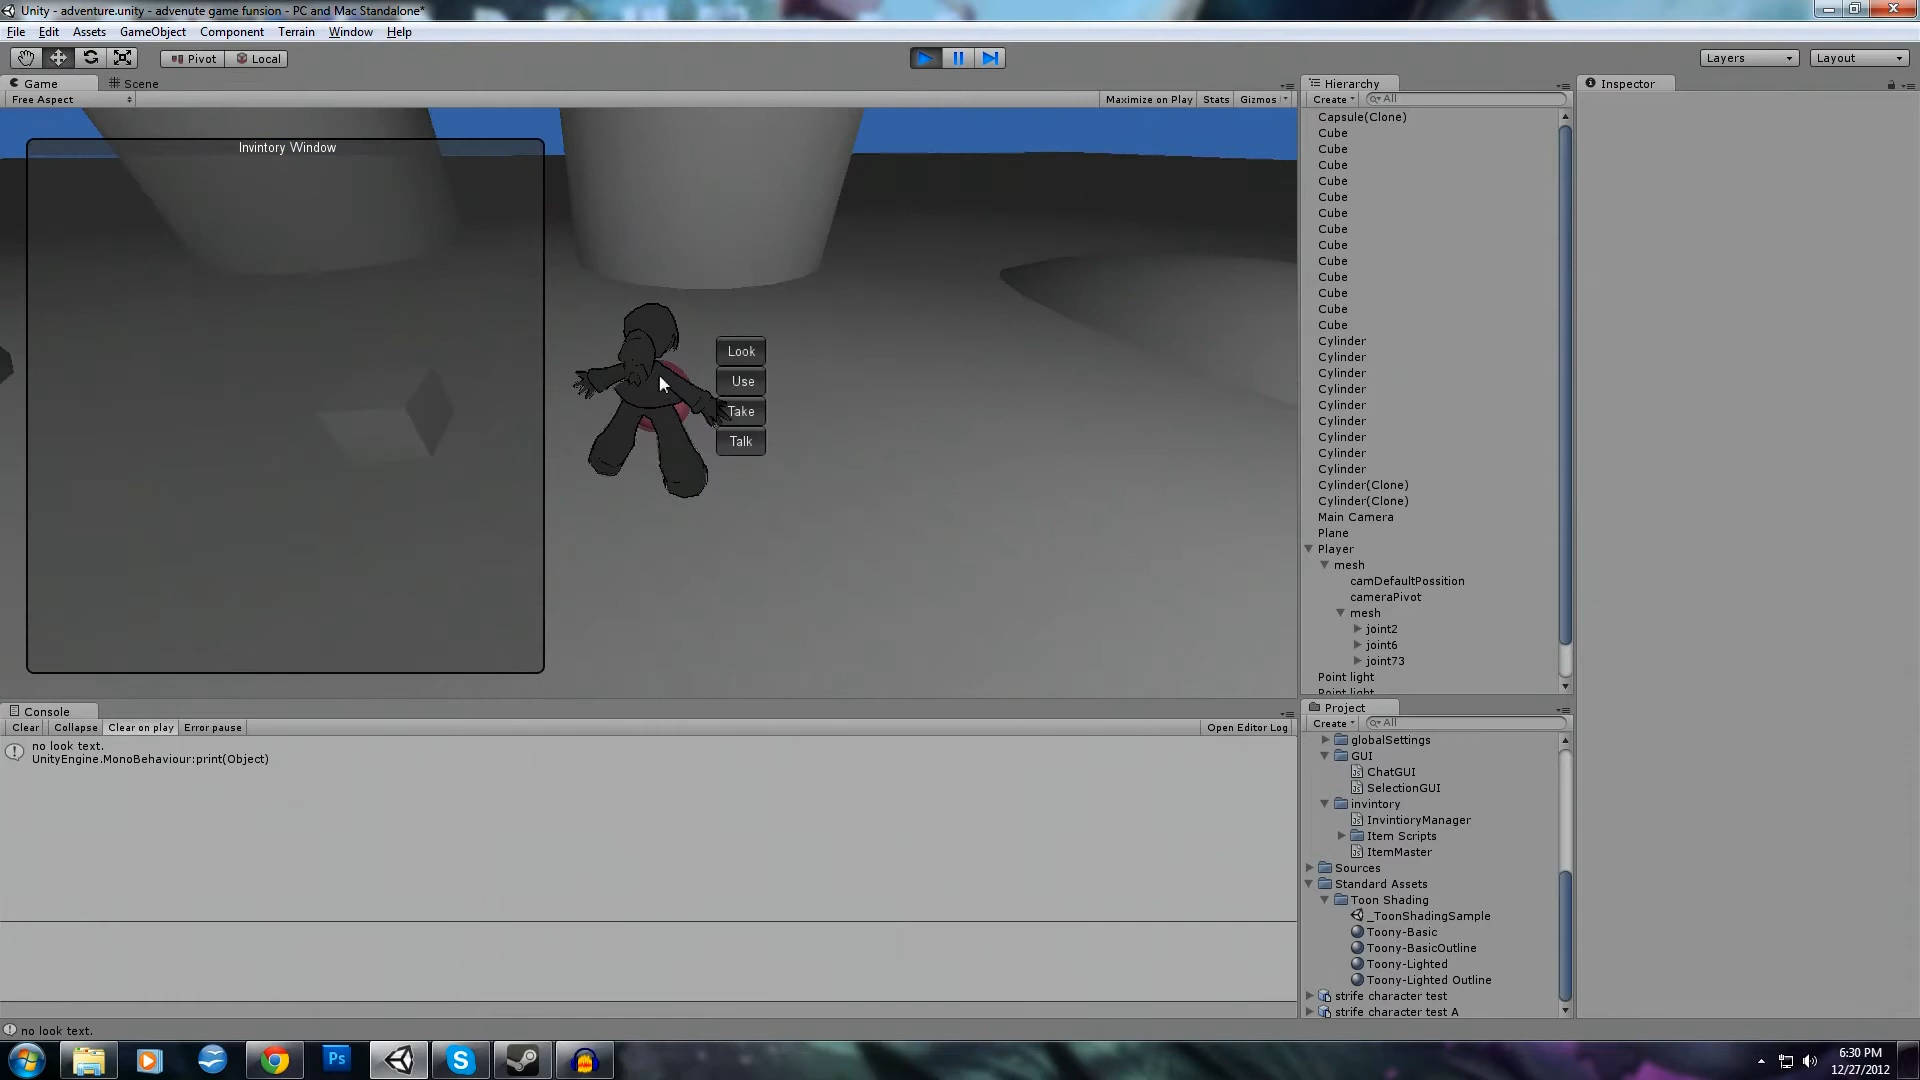 Unity - adventure.unity - advenute game funsion - PC and Mac Standalone*
File Edit Assets GameObject Component Terrain Window Help
Pivot Local Layers Layout
Game Scene
Free Aspect Maximize on Play Stats Gizmos
Invintory Window
Look
Use
Take
Talk
Console
Clear Collapse Clear on play Error pause Open Editor Log
no look text.
UnityEngine.MonoBehaviour:print(Object)
no look text.
Hierarchy
Create All
Capsule(Clone)
Cube
Cube
Cube
Cube
Cube
Cube
Cube
Cube
Cube
Cube
Cube
Cube
Cube
Cylinder
Cylinder
Cylinder
Cylinder
Cylinder
Cylinder
Cylinder
Cylinder
Cylinder
Cylinder(Clone)
Cylinder(Clone)
Main Camera
Plane
Player
mesh
camDefaultPossition
cameraPivot
mesh
joint2
joint6
joint73
Point light
Point light
Project
Create All
globalSettings
GUI
ChatGUI
SelectionGUI
invintory
InvintioryManager
Item Scripts
ItemMaster
Sources
Standard Assets
Toon Shading
_ToonShadingSample
Toony-Basic
Toony-BasicOutline
Toony-Lighted
Toony-Lighted Outline
strife character test
strife character test A
Inspector
Ps
S
6:30 PM
12/27/2012